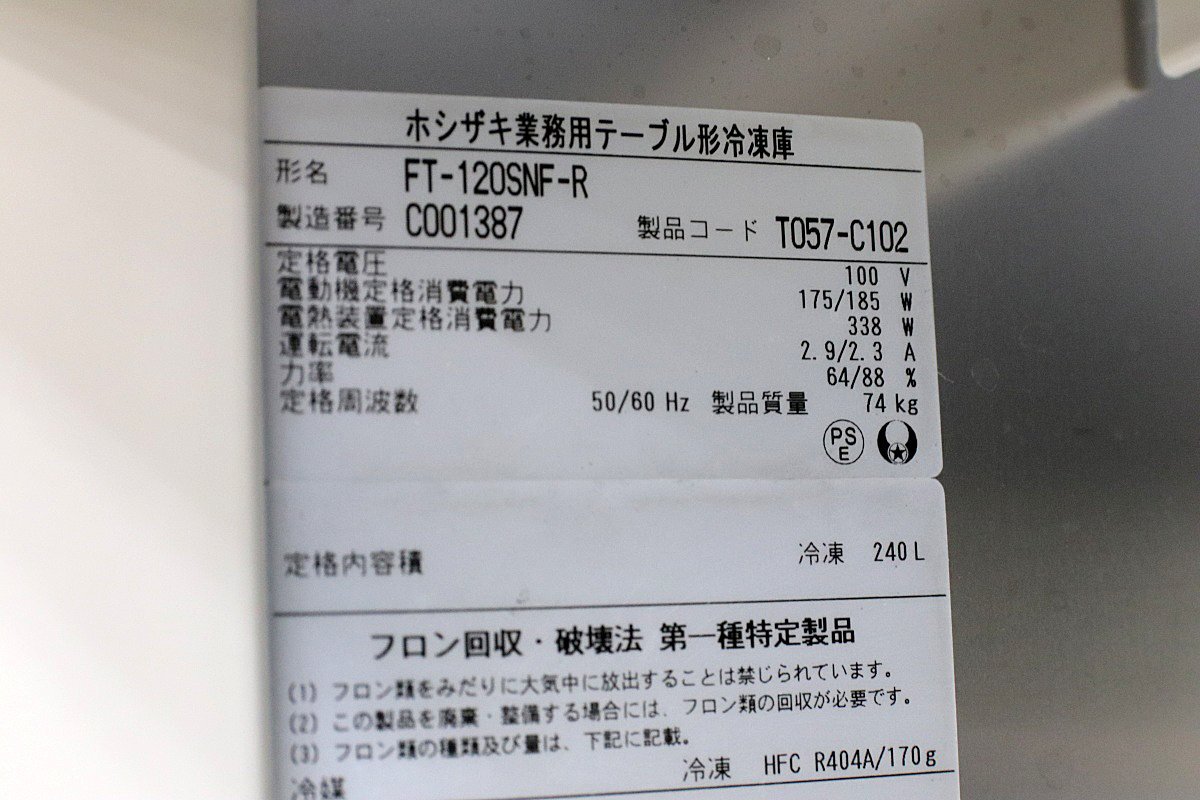 ホシザキ業務用テーブル形冷凍庫
形名 FT-120SNF-R
製造番号 C001387 製品コード T057-C102
定格電圧 100 V
電動機定格消費電力 175/185 W
電熱装置定格消費電力 338 W
運転電流 2.9/2.3 A
力率 64/88 %
定格周波数 50/60 Hz 製品質量 74 kg
PS
E
定格内容積 冷凍 240 L
フロン回収・破壊法 第一種特定製品
(1) フロン類をみだりに大気中に放出することは禁じられています。
(2) この製品を廃棄・整備する場合には、フロン類の回収が必要です。
(3) フロン類の種類及び量は、下記に記載。
冷媒 冷凍 HFC R404A/170g